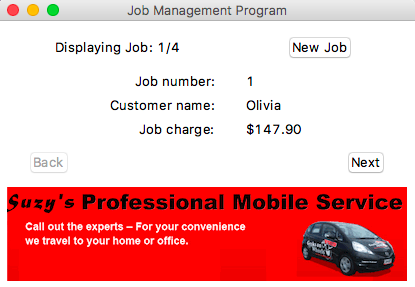 Job Management Program
Displaying Job: 1/4 New Job
Job number: 1
Customer name: Olivia
Job charge: $147.90
Back Next
Suzy's Professional Mobile Service
Call out the experts – For your convenience
we travel to your home or office.